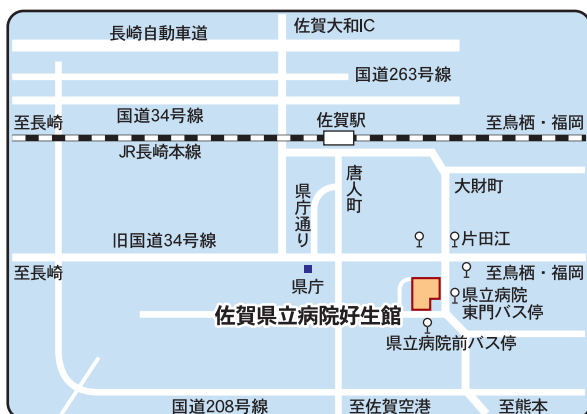 長崎自動車道
佐賀大和IC
国道263号線
国道34号線
佐賀駅
至長崎
至鳥栖・福岡
JR長崎本線
唐人町
大財町
県庁通り
旧国道34号線
片田江
至長崎
至鳥栖・福岡
県庁
県立病院
東門バス停
佐賀県立病院好生館
県立病院前バス停
国道208号線
至佐賀空港
至熊本